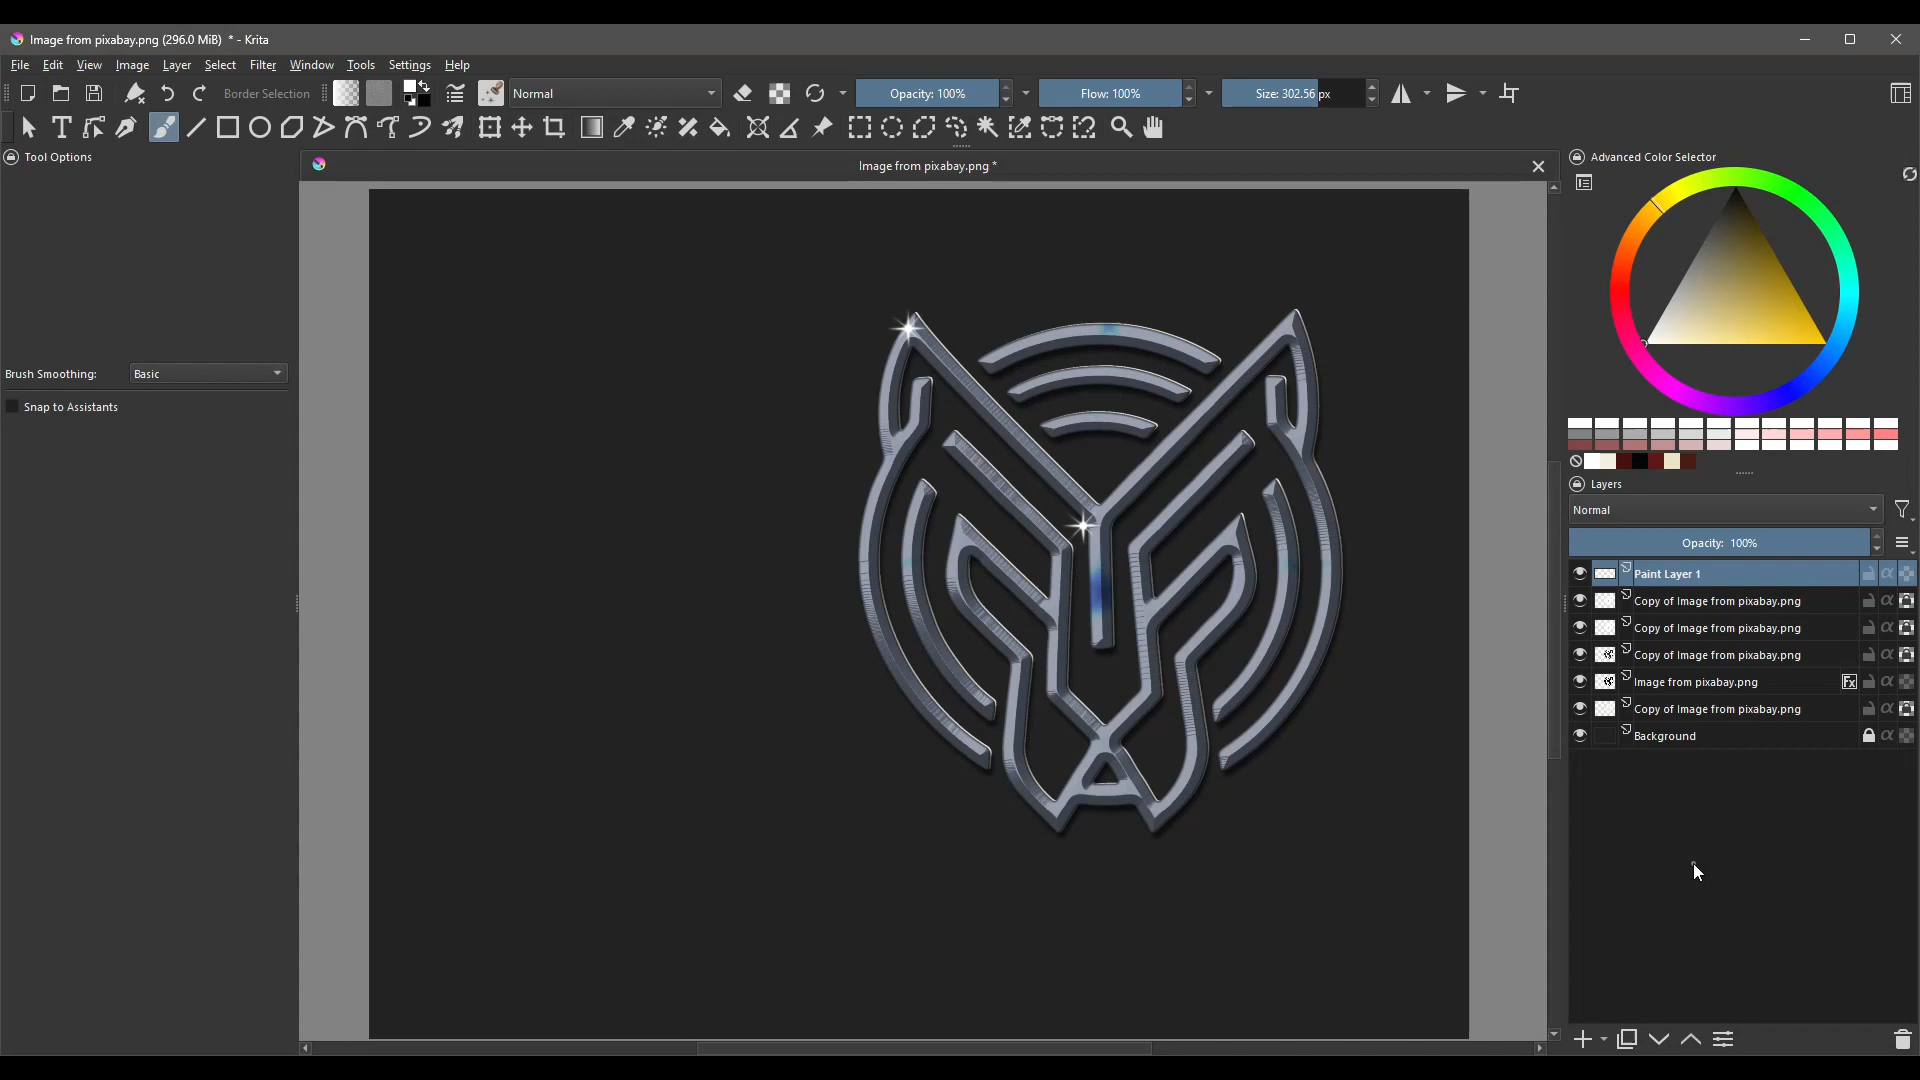 Image from pixabay.png (296.0 MiB) * - Krita
File Edit View Image Layer Select Filter Tools Window Settings Help
Border Selection
Normal
Opacity: 100%
Flow: 100%
Size: 302.56 px
Tool Options
Image from pixabay.png *
Advanced Color Selector
Brush Smoothing: Basic
Snap to Assistants
Layers
Normal
Opacity: 100%
Paint Layer 1
Copy of Image from pixabay.png
Copy of Image from pixabay.png
Copy of Image from pixabay.png
Image from pixabay.png
Fx
Copy of Image from pixabay.png
Background